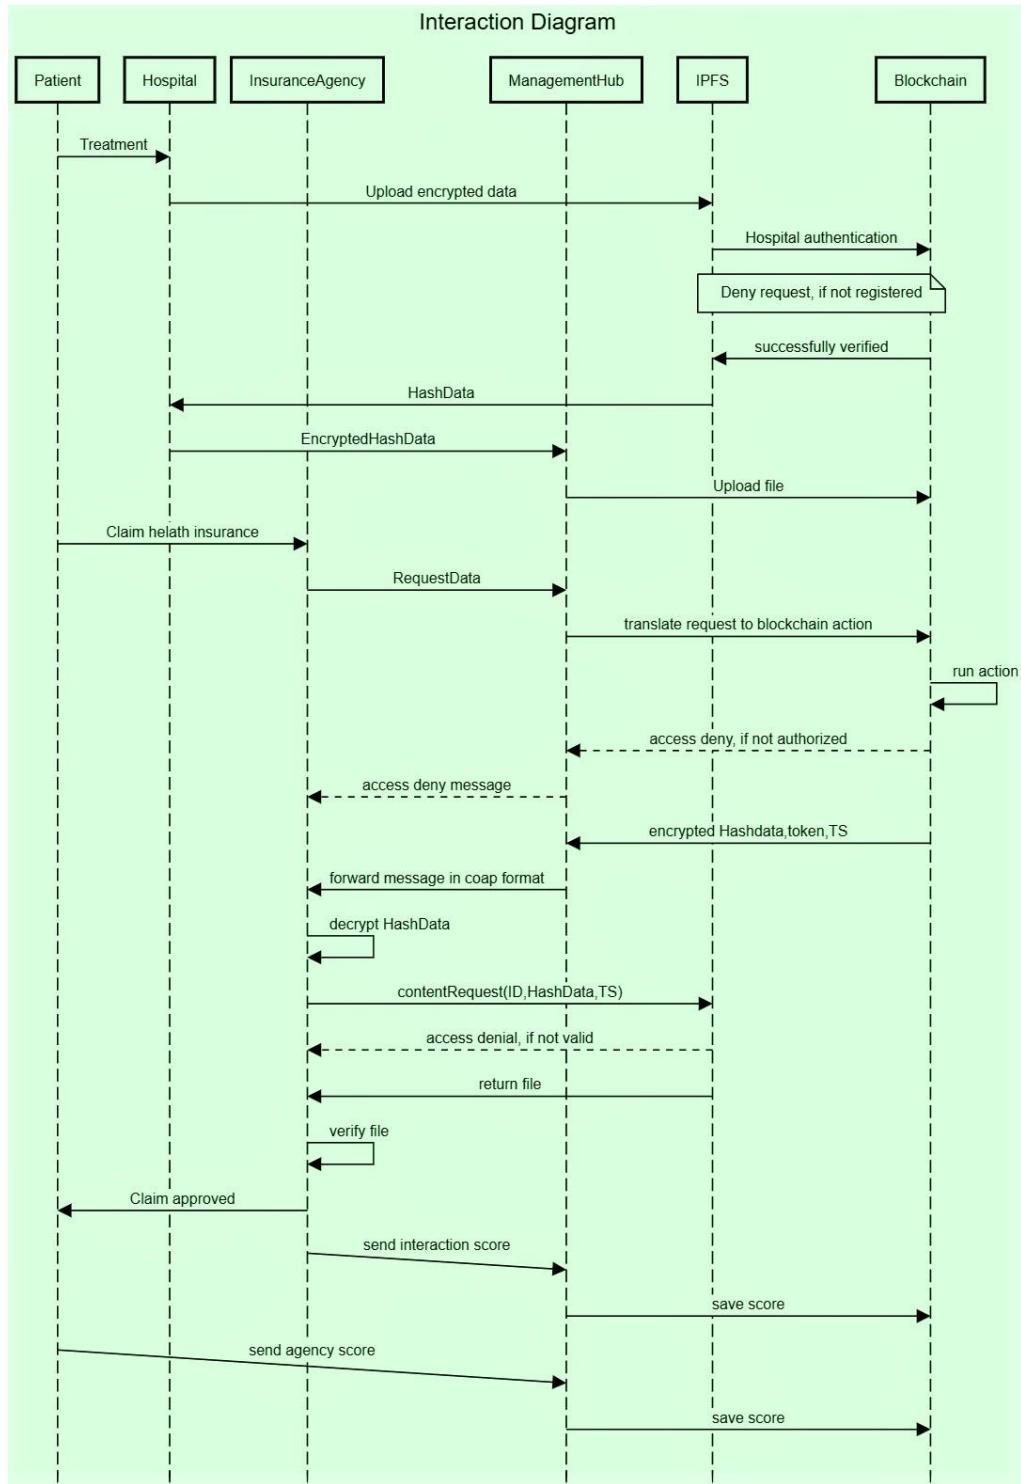 Interaction Diagram
Patient
Hospital
InsuranceAgency
ManagementHub
IPFS
Blockchain
Treatment
Upload encrypted data
Hospital authentication
Deny request, if not registered
successfully verified
HashData
EncryptedHashData
Upload file
Claim helath insurance
RequestData
translate request to blockchain action
run action
access deny, if not authorized
access deny message
encrypted Hashdata,token,TS
forward message in coap format
decrypt HashData
contentRequest(ID,HashData,TS)
access denial, if not valid
return file
verify file
Claim approved
send interaction score
save score
send agency score
save score